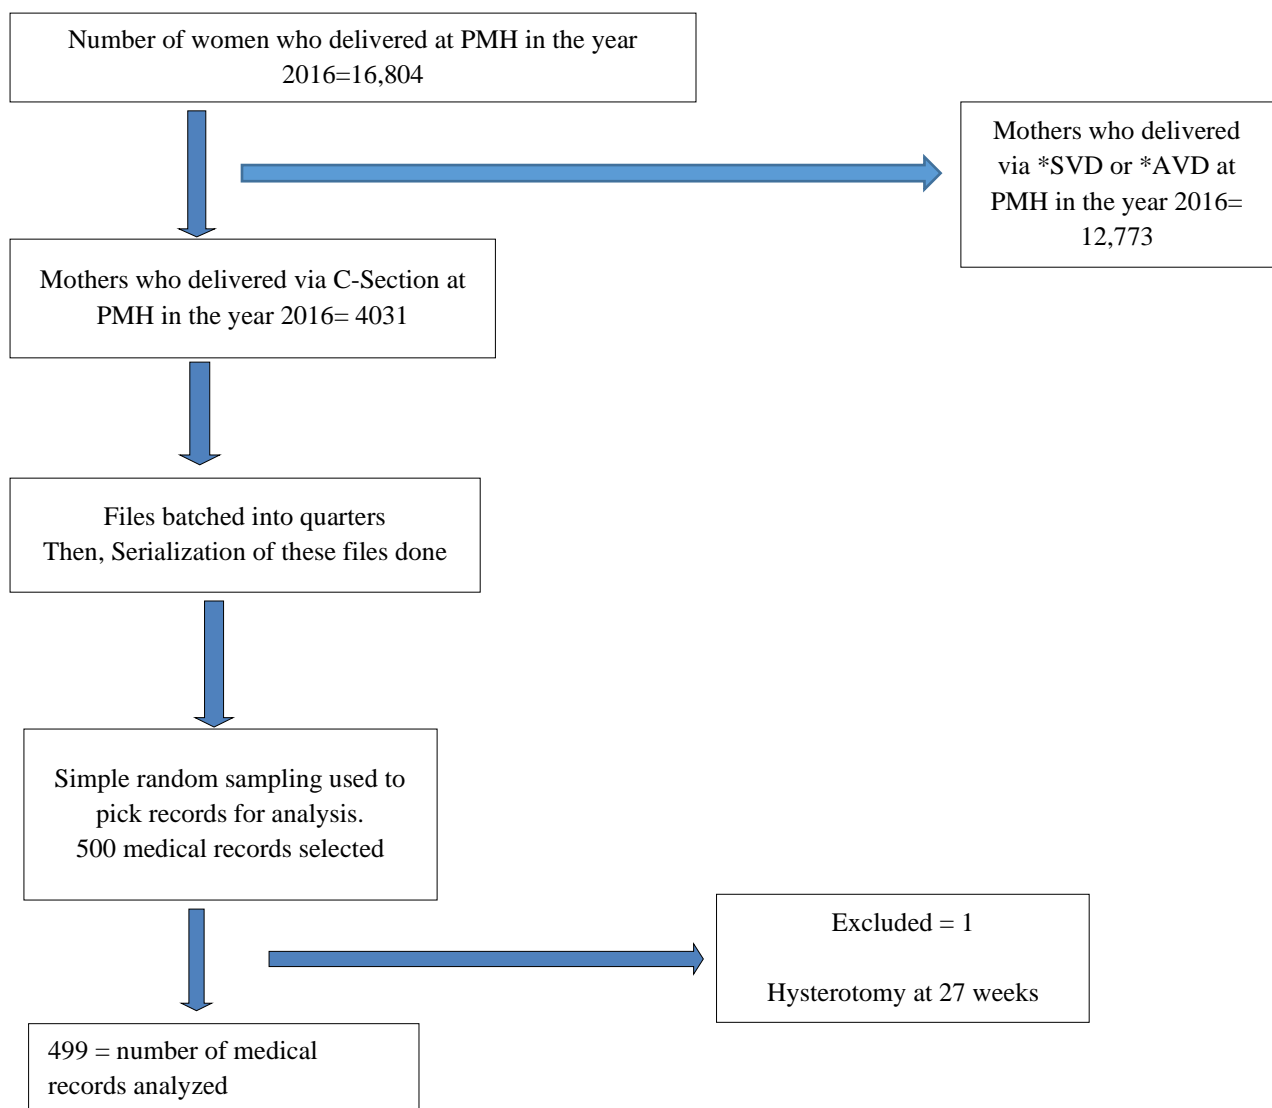 Number of women who delivered at PMH in the year
2016=16,804
Mothers who delivered
via *SVD or *AVD at
PMH in the year 2016=
12,773
Mothers who delivered via C-Section at
PMH in the year 2016= 4031
Files batched into quarters
Then, Serialization of these files done
Simple random sampling used to
pick records for analysis.
500 medical records selected
Excluded = 1
Hysterotomy at 27 weeks
499 = number of medical
records analyzed